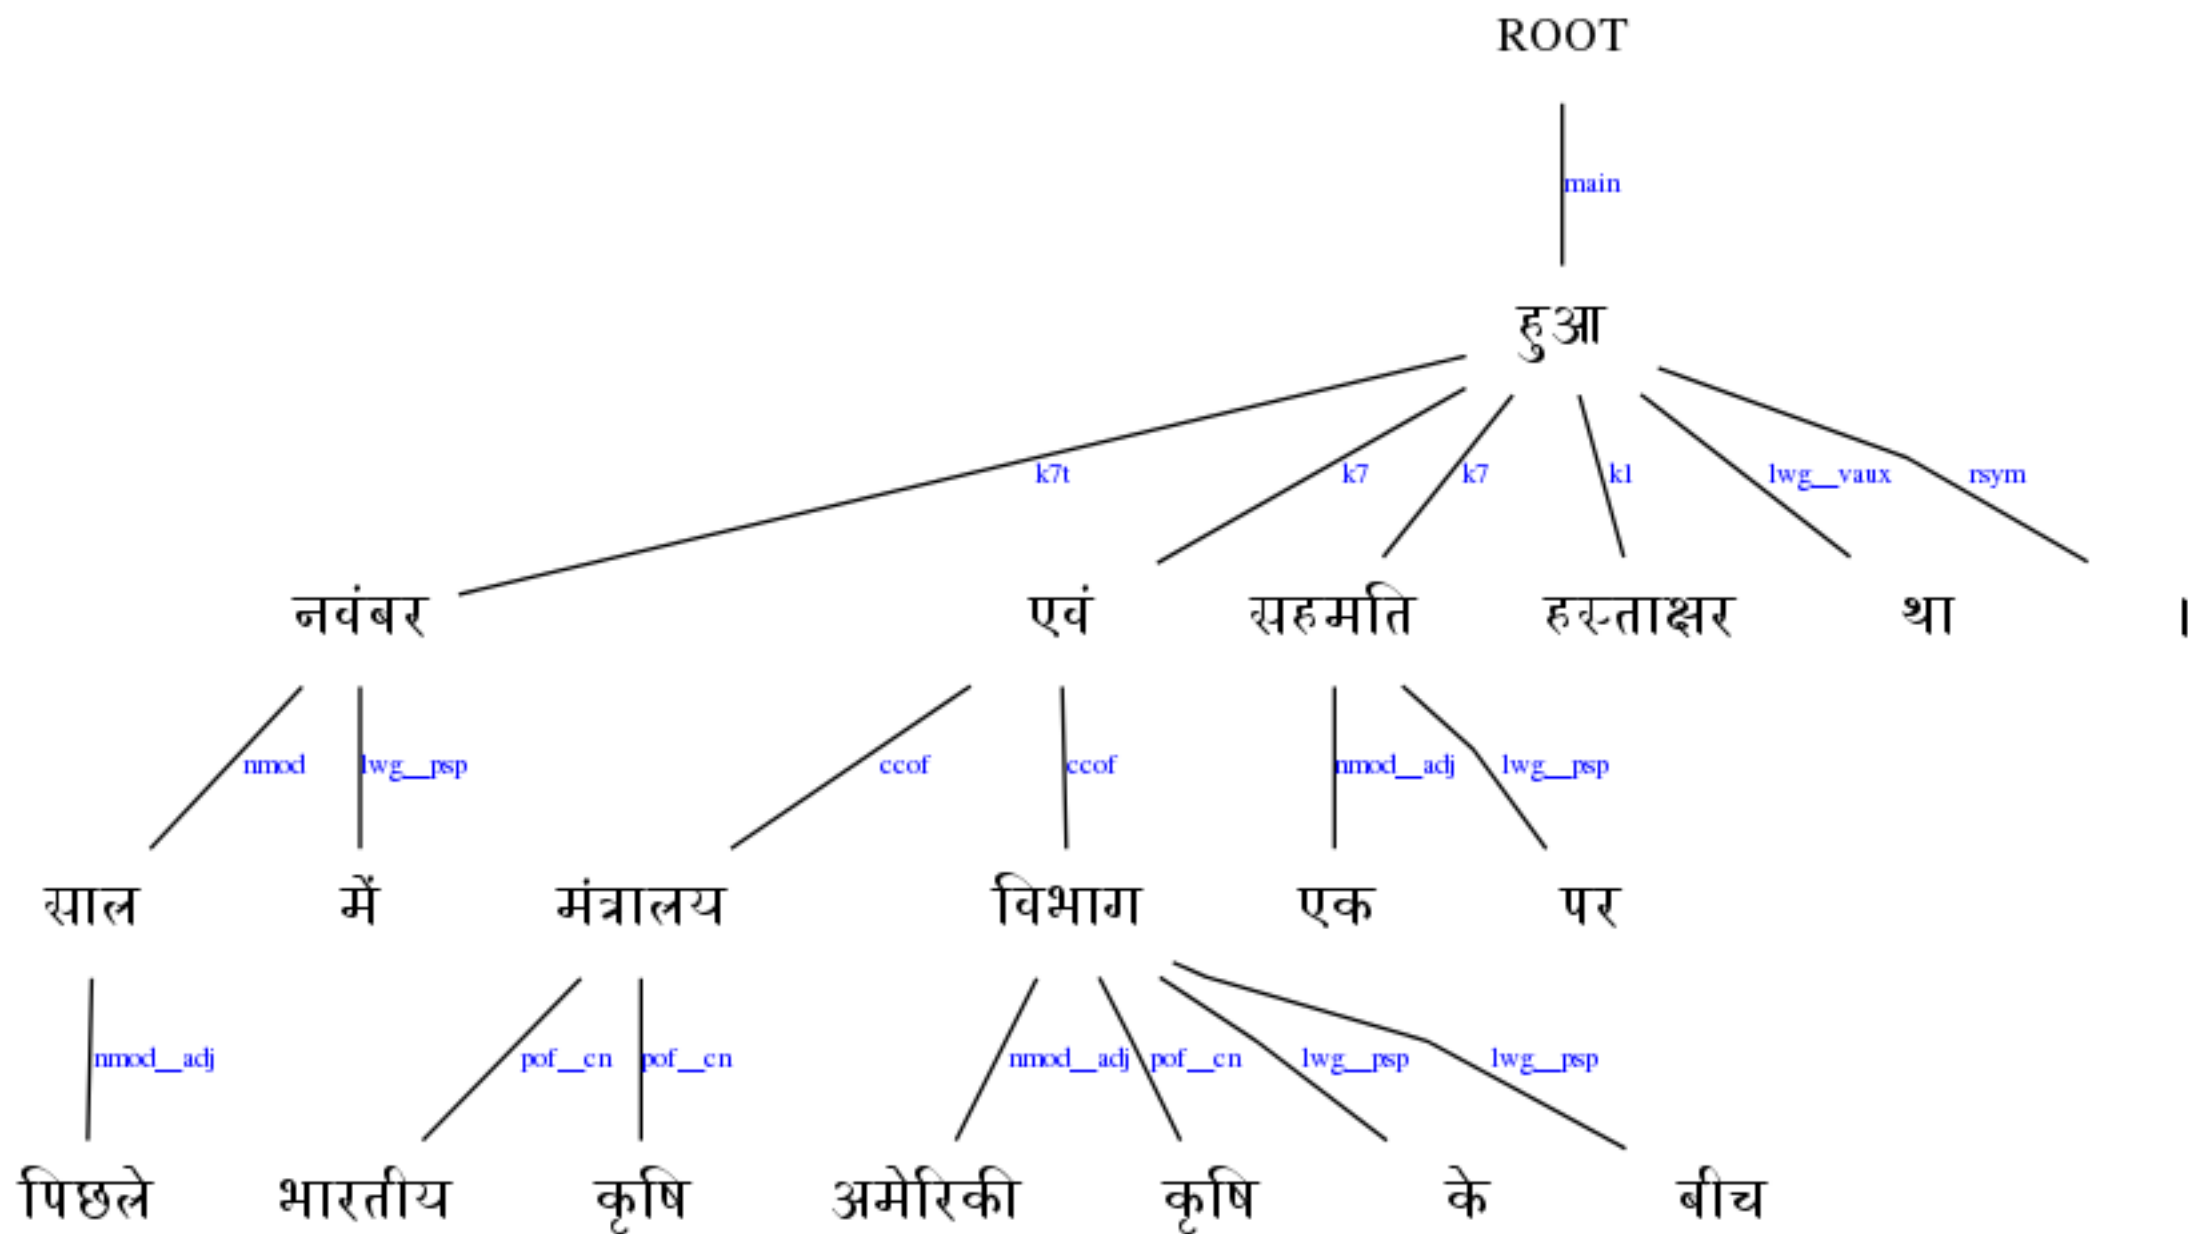 ROOT
main
हुआ
k7t k7 k7 k1 lwg__vaux rsym
नवंबर एवं सहमति हस्ताक्षर था ।
nmod lwg__psp ccof ccof nmod__adj lwg__psp
साल में मंत्रालय विभाग एक पर
nmod__adj pof__cn pof__cn nmod__adj pof__cn lwg__psp lwg__psp
पिछले भारतीय कृषि अमेरिकी कृषि के बीच